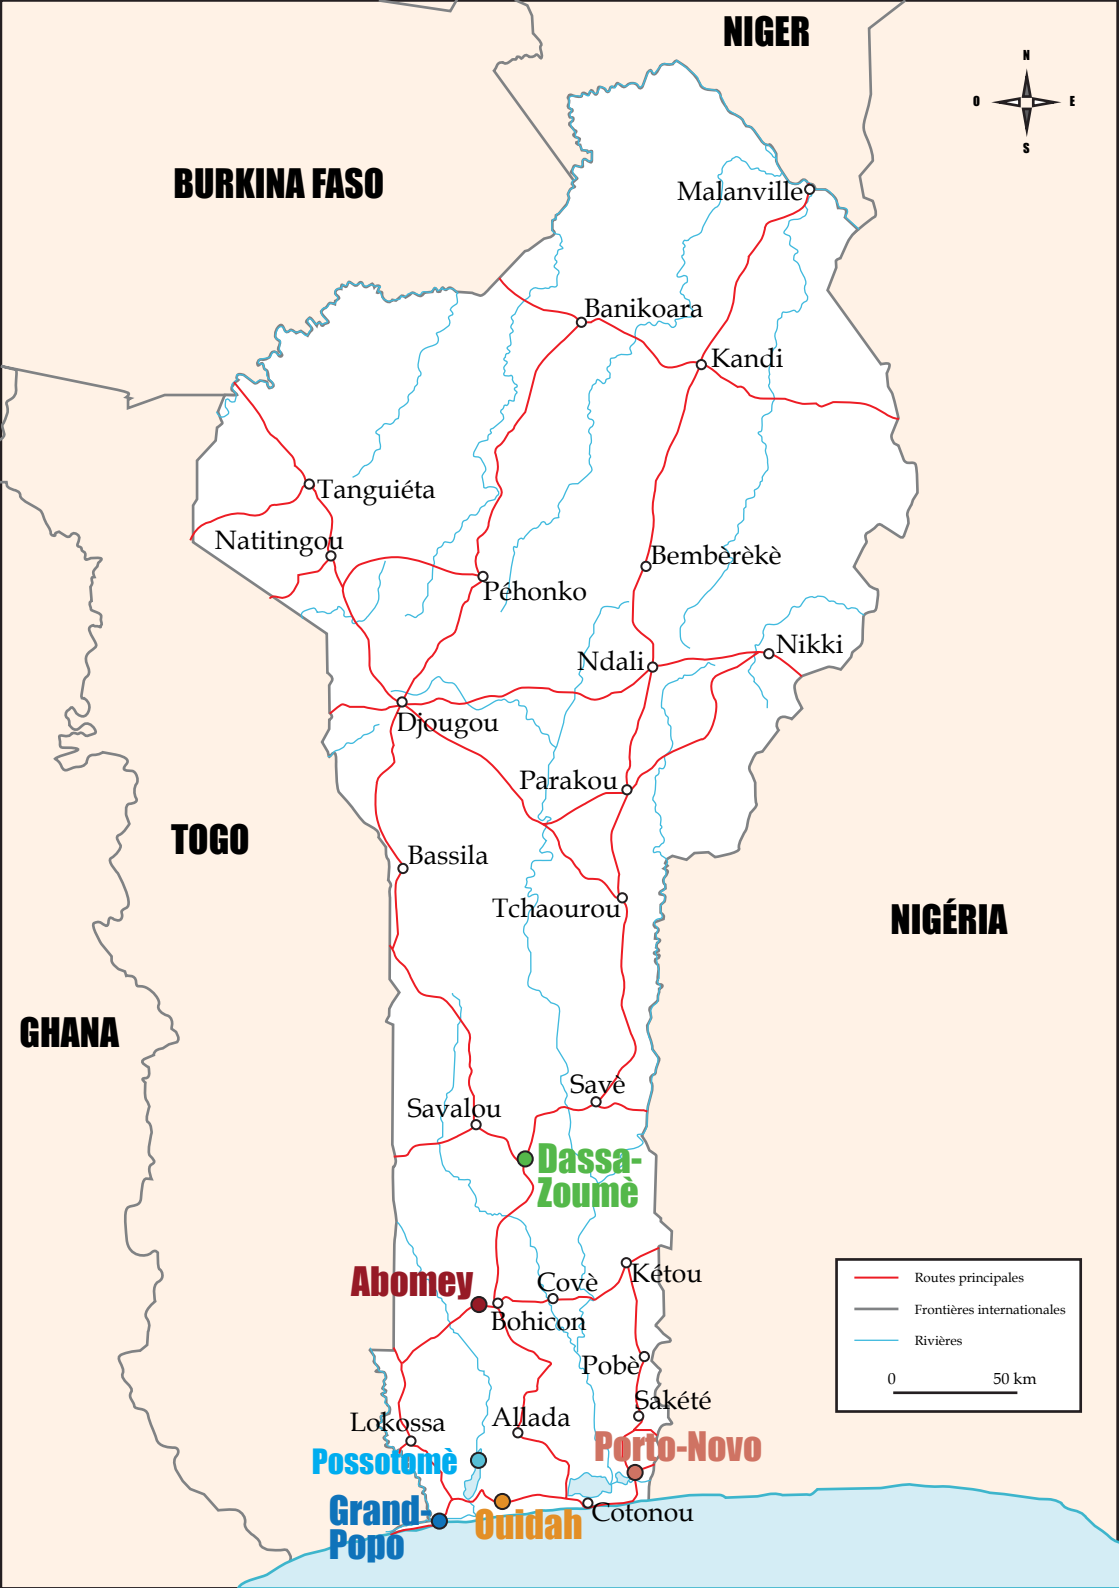 NIGER
N
O
E
S
BURKINA FASO
Malanville
Banikoara
Kandi
Tanguiéta
Natitingou
Bembèrèkè
Péhonko
Nikki
Ndali
Djougou
Parakou
TOGO
Bassila
Tchaourou
NIGÉRIA
GHANA
Savè
Savalou
Dassa-
Zoumè
Abomey
Covè
Kétou
Bohicon
Routes principales
Frontières internationales
Rivières
0
50 km
Pobè
Sakété
Lokossa
Allada
Porto-Novo
Possotomè
Grand-
Popo
Ouidah
Cotonou